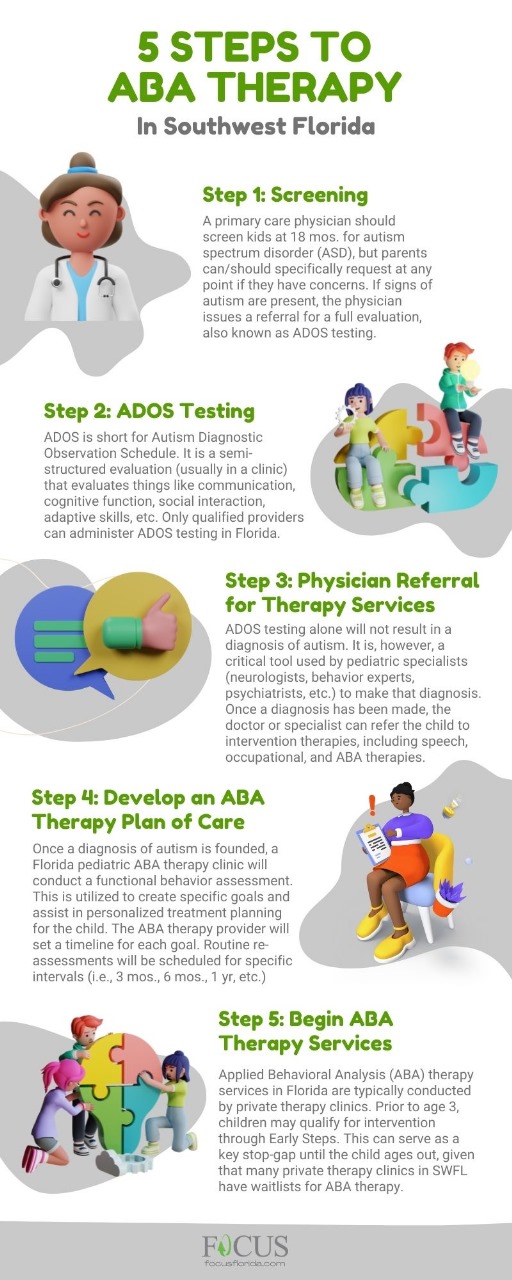 5 STEPS TO
ABA THERAPY
In Southwest Florida
Step 1: Screening
A primary care physician should
screen kids at 18 mos. for autism
spectrum disorder (ASD), but parents
can/should specifically request at any
point if they have concerns. If signs of
autism are present, the physician
issues a referral for a full evaluation,
also known as ADOS testing.
Step 2: ADOS Testing
ADOS is short for Autism Diagnostic
Observation Schedule. It is a semi-
structured evaluation (usually in a clinic)
that evaluates things like communication,
cognitive function, social interaction,
adaptive skills, etc. Only qualified providers
can administer ADOS testing in Florida.
Step 3: Physician Referral
for Therapy Services
ADOS testing alone will not result in a
diagnosis of autism. It is, however, a
critical tool used by pediatric specialists
(neurologists, behavior experts,
psychiatrists, etc.) to make that diagnosis.
Once a diagnosis has been made, the
doctor or specialist can refer the child to
intervention therapies, including speech,
occupational, and ABA therapies.
Step 4: Develop an ABA
Therapy Plan of Care
Once a diagnosis of autism is founded, a
Florida pediatric ABA therapy clinic will
conduct a functional behavior assessment.
This is utilized to create specific goals and
assist in personalized treatment planning
for the child. The ABA therapy provider will
set a timeline for each goal. Routine re-
assessments will be scheduled for specific
intervals (i.e., 3 mos., 6 mos., 1 yr, etc.)
Step 5: Begin ABA
Therapy Services
Applied Behavioral Analysis (ABA) therapy
services in Florida are typically conducted
by private therapy clinics. Prior to age 3,
children may qualify for intervention
through Early Steps. This can serve as a
key stop-gap until the child ages out, given
that many private therapy clinics in SWFL
have waitlists for ABA therapy.
FOCUS
focusflorida.com